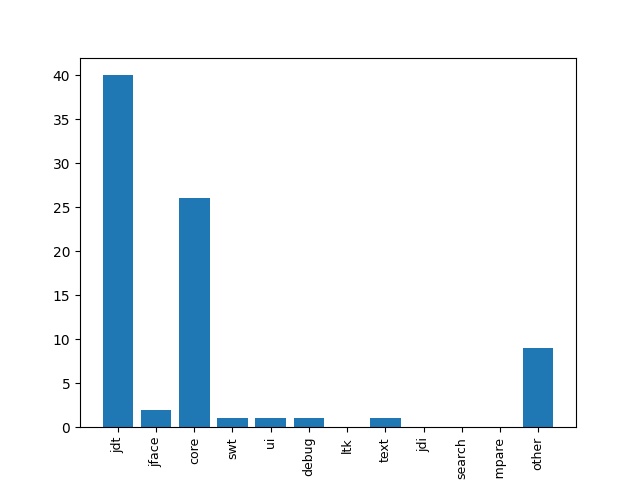 40
35
30
25
20
15
10
5
0
jdt
jface
core
swt
ui
debug
ltk
text
jdi
search
mpare
other